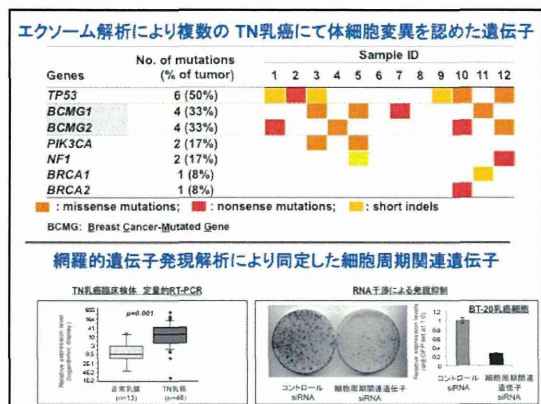 エクソーム解析により複数の TN乳癌にて体細胞変異を認めた遺伝子
Genes No. of mutations (% of tumor) Sample ID
1 2 3 4 5 6 7 8 9 10 11 12
TP53 6 (50%)
BCMG1 4 (33%)
BCMG2 4 (33%)
PIK3CA 2 (17%)
NF1 2 (17%)
BRCA1 1 (8%)
BRCA2 1 (8%)
: missense mutations; : nonsense mutations; : short indels
BCMG: Breast Cancer-Mutated Gene
網羅的遺伝子発現解析により同定した細胞周期関連遺伝子
TN乳癌臨床検体 定量的RT-PCR
Relative expression level
(logarithmic display)
p=0.001
正常乳腺
(n=13)
TN乳癌
(n=48)
RNA干渉による発現抑制
コントロール
siRNA
細胞周期関連遺伝子
siRNA
BT-20乳癌細胞
Relative expression levels
コントロール
siRNA
細胞周期関連
遺伝子
siRNA